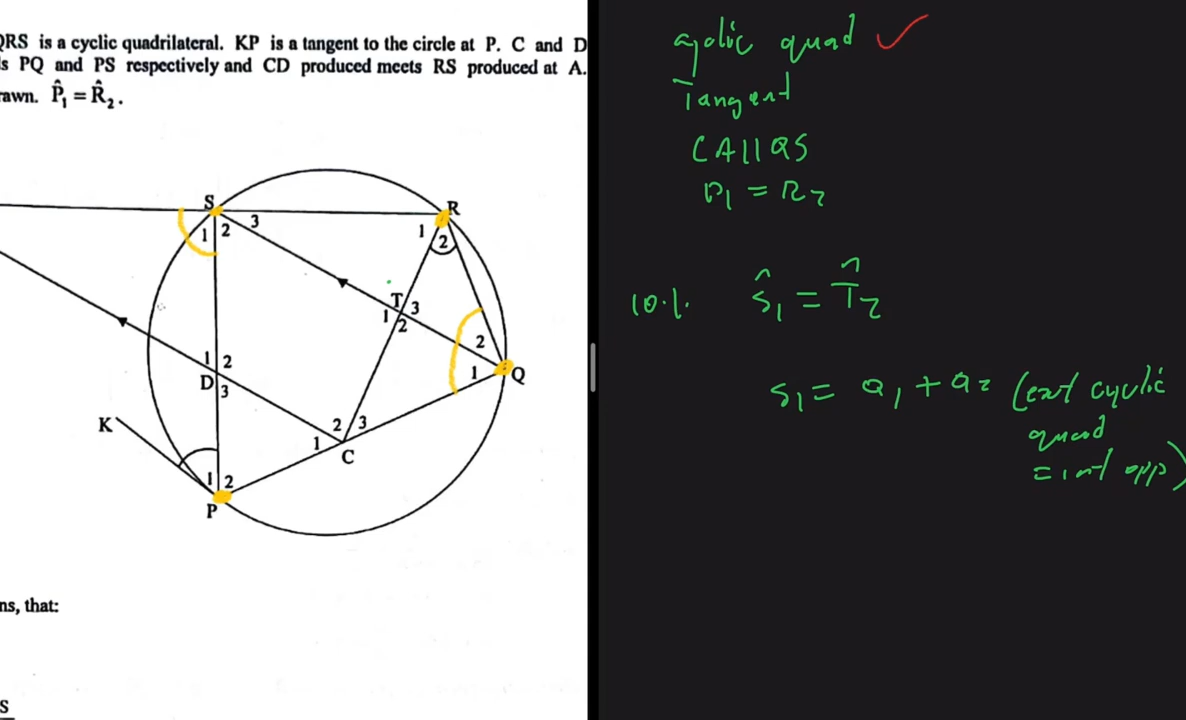 QRS is a cyclic quadrilateral. KP is a tangent to the circle at P. C and D
s PQ and PS respectively and CD produced meets RS produced at A.
rawn. P̂₁ = R̂₂.
S
R
1
2
3
1
2
T
3
1
2
2
1
Q
1
2
D
3
K
2
3
1
C
1
2
P
ns, that:
S
cyclic quad ✓
Tangent
CA||QS
P1 = R2
10.1. Ŝ1 = T̂2
S1 = Q1 + Q2 (ext cyclic
quad
= int opp)